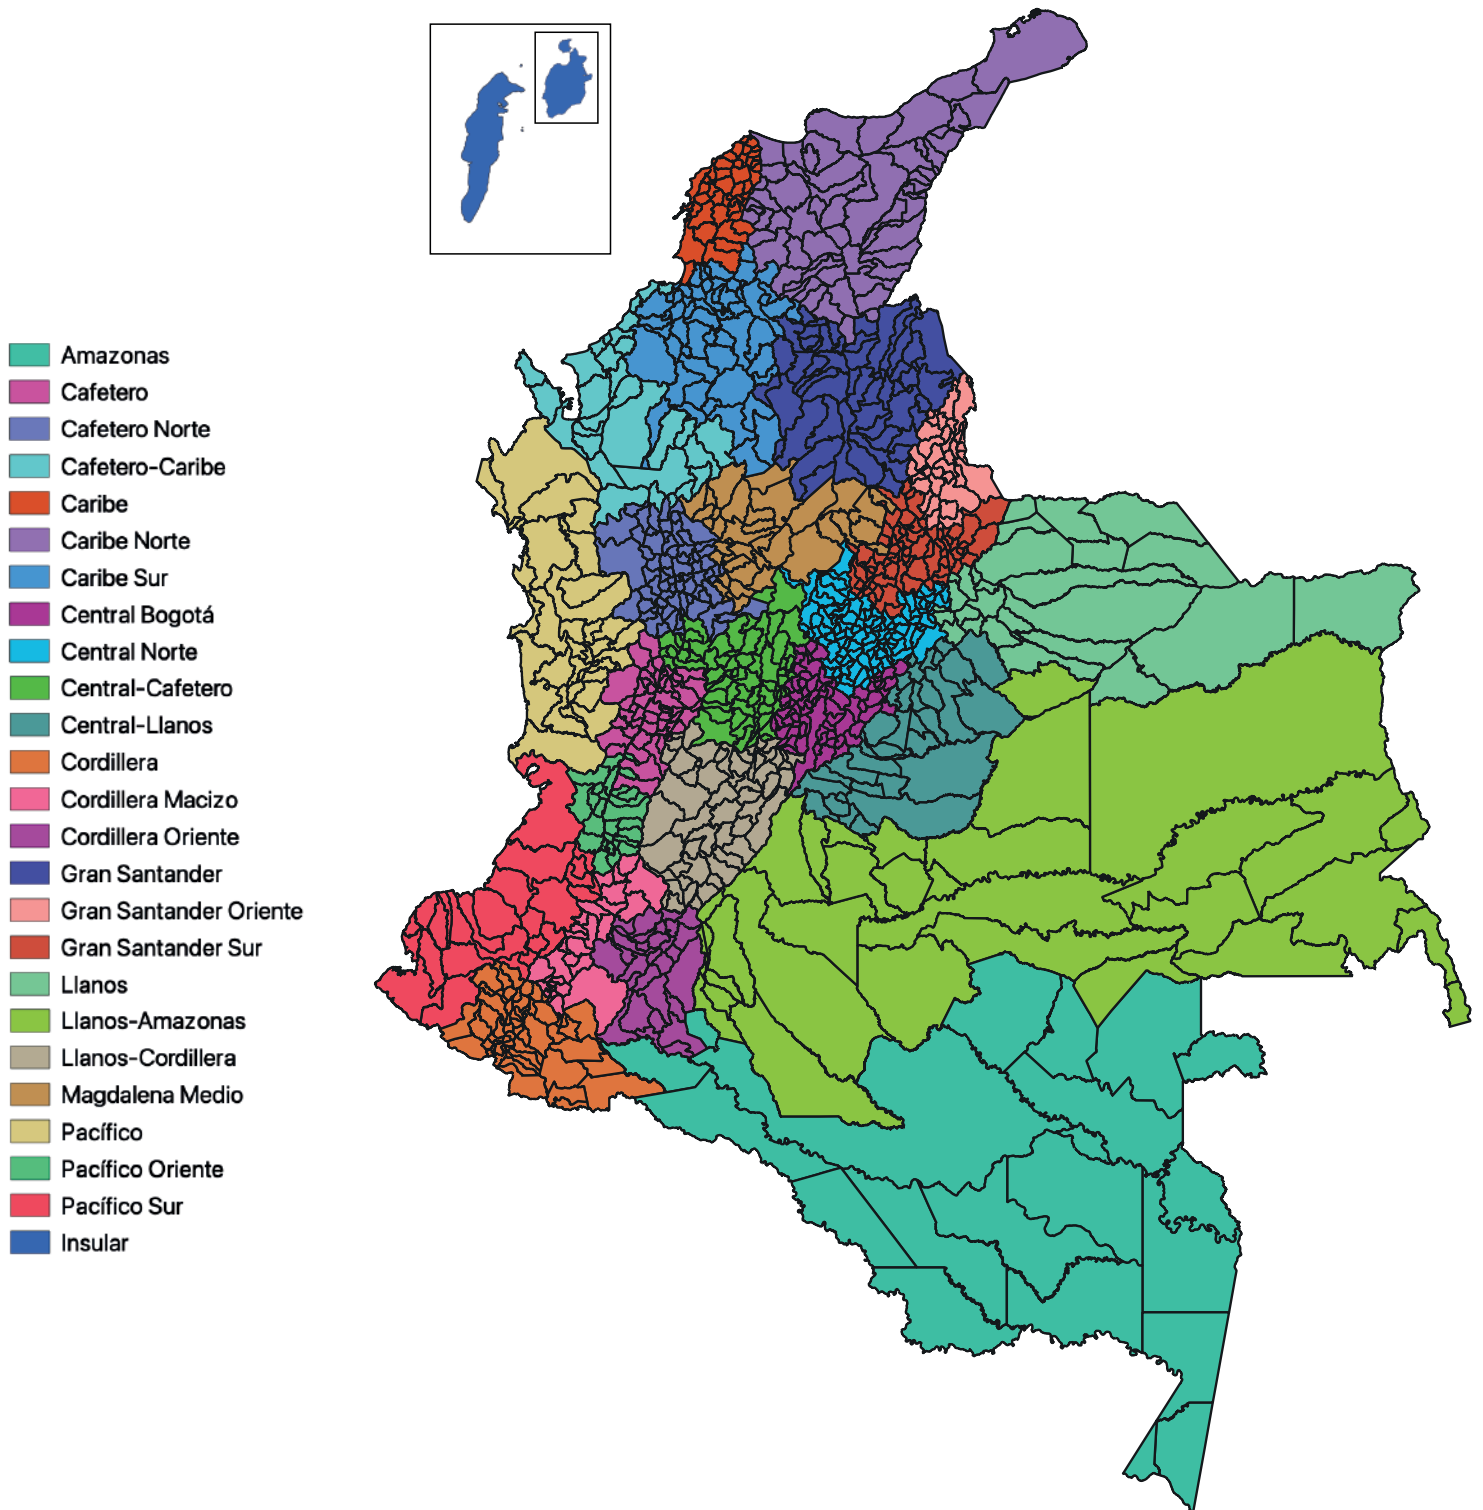 Amazonas
Cafetero
Cafetero Norte
Cafetero-Caribe
Caribe
Caribe Norte
Caribe Sur
Central Bogotá
Central Norte
Central-Cafetero
Central-Llanos
Cordillera
Cordillera Macizo
Cordillera Oriente
Gran Santander
Gran Santander Oriente
Gran Santander Sur
Llanos
Llanos-Amazonas
Llanos-Cordillera
Magdalena Medio
Pacífico
Pacífico Oriente
Pacífico Sur
Insular